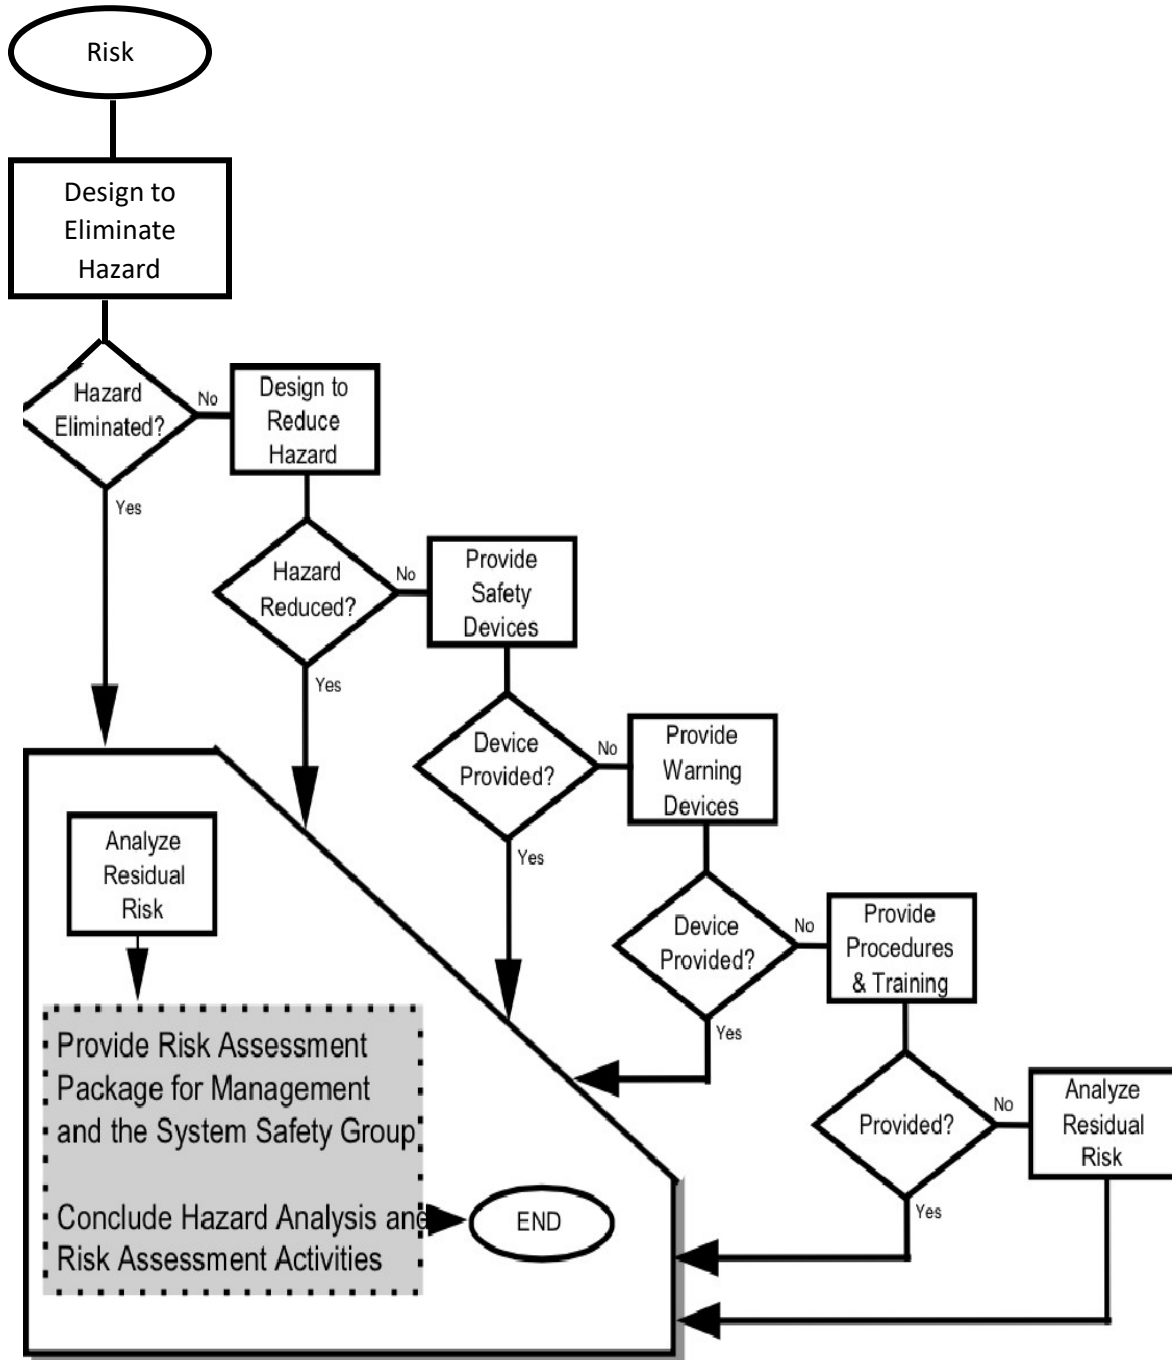 Risk
Design to
Eliminate
Hazard
Hazard
Eliminated?
No
Design to
Reduce
Hazard
Yes
Hazard
Reduced?
No
Provide
Safety
Devices
Yes
Device
Provided?
No
Provide
Warning
Devices
Yes
Device
Provided?
No
Provide
Procedures
& Training
Yes
Provided?
No
Analyze
Residual
Risk
Yes
Analyze
Residual
Risk
Provide Risk Assessment
Package for Management
and the System Safety Group
Conclude Hazard Analysis and
Risk Assessment Activities
END